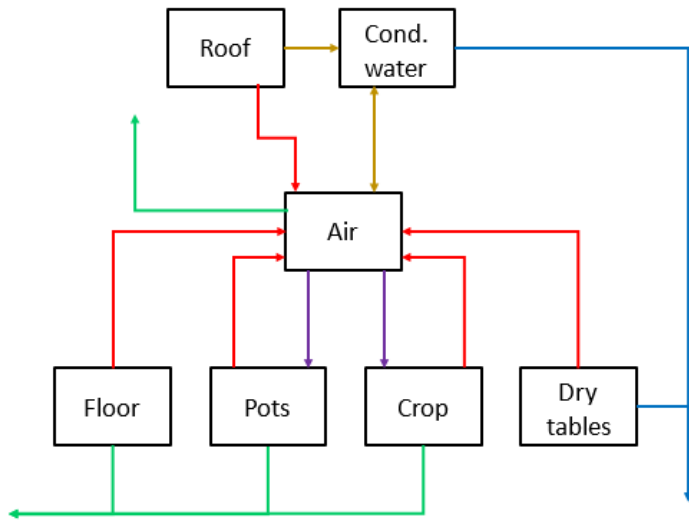 Roof
Cond.
water
Air
Floor
Pots
Crop
Dry
tables